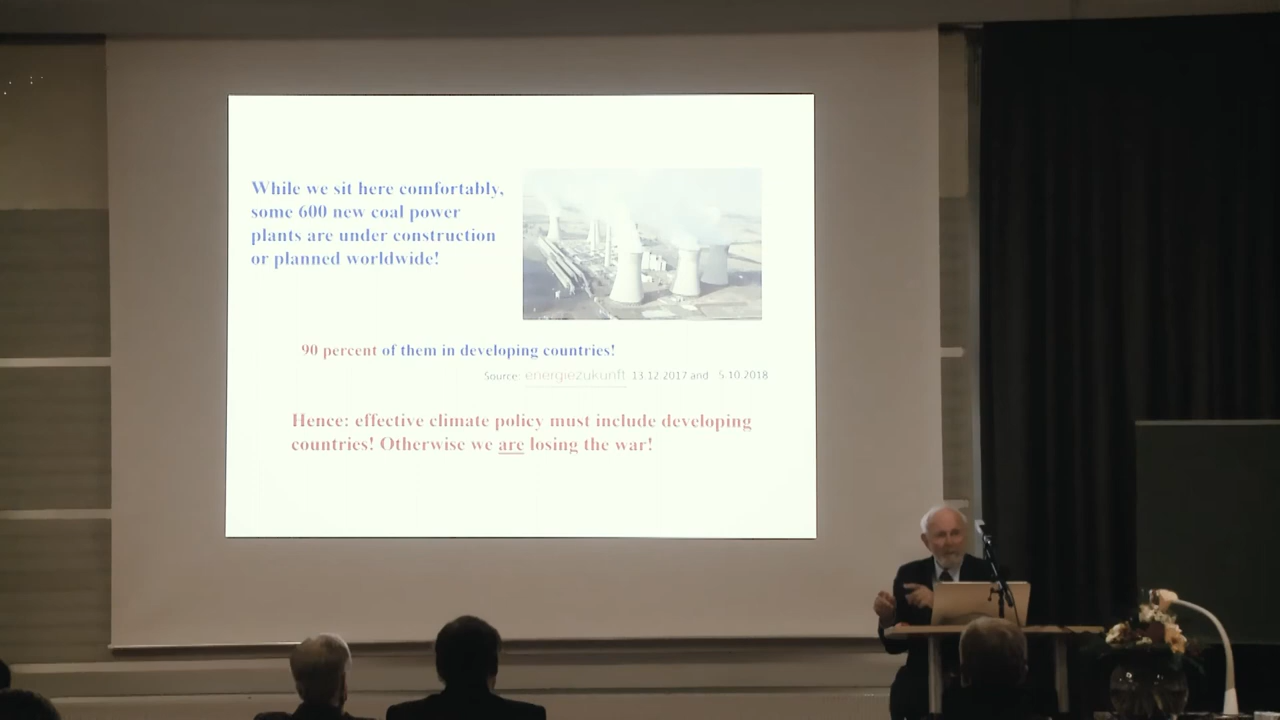 While we sit here comfortably,
some 600 new coal power
plants are under construction
or planned worldwide!
90 percent of them in developing countries!
Source: energiezukunft 13.12.2017 and 5.10.2018
Hence: effective climate policy must include developing
countries! Otherwise we are losing the war!